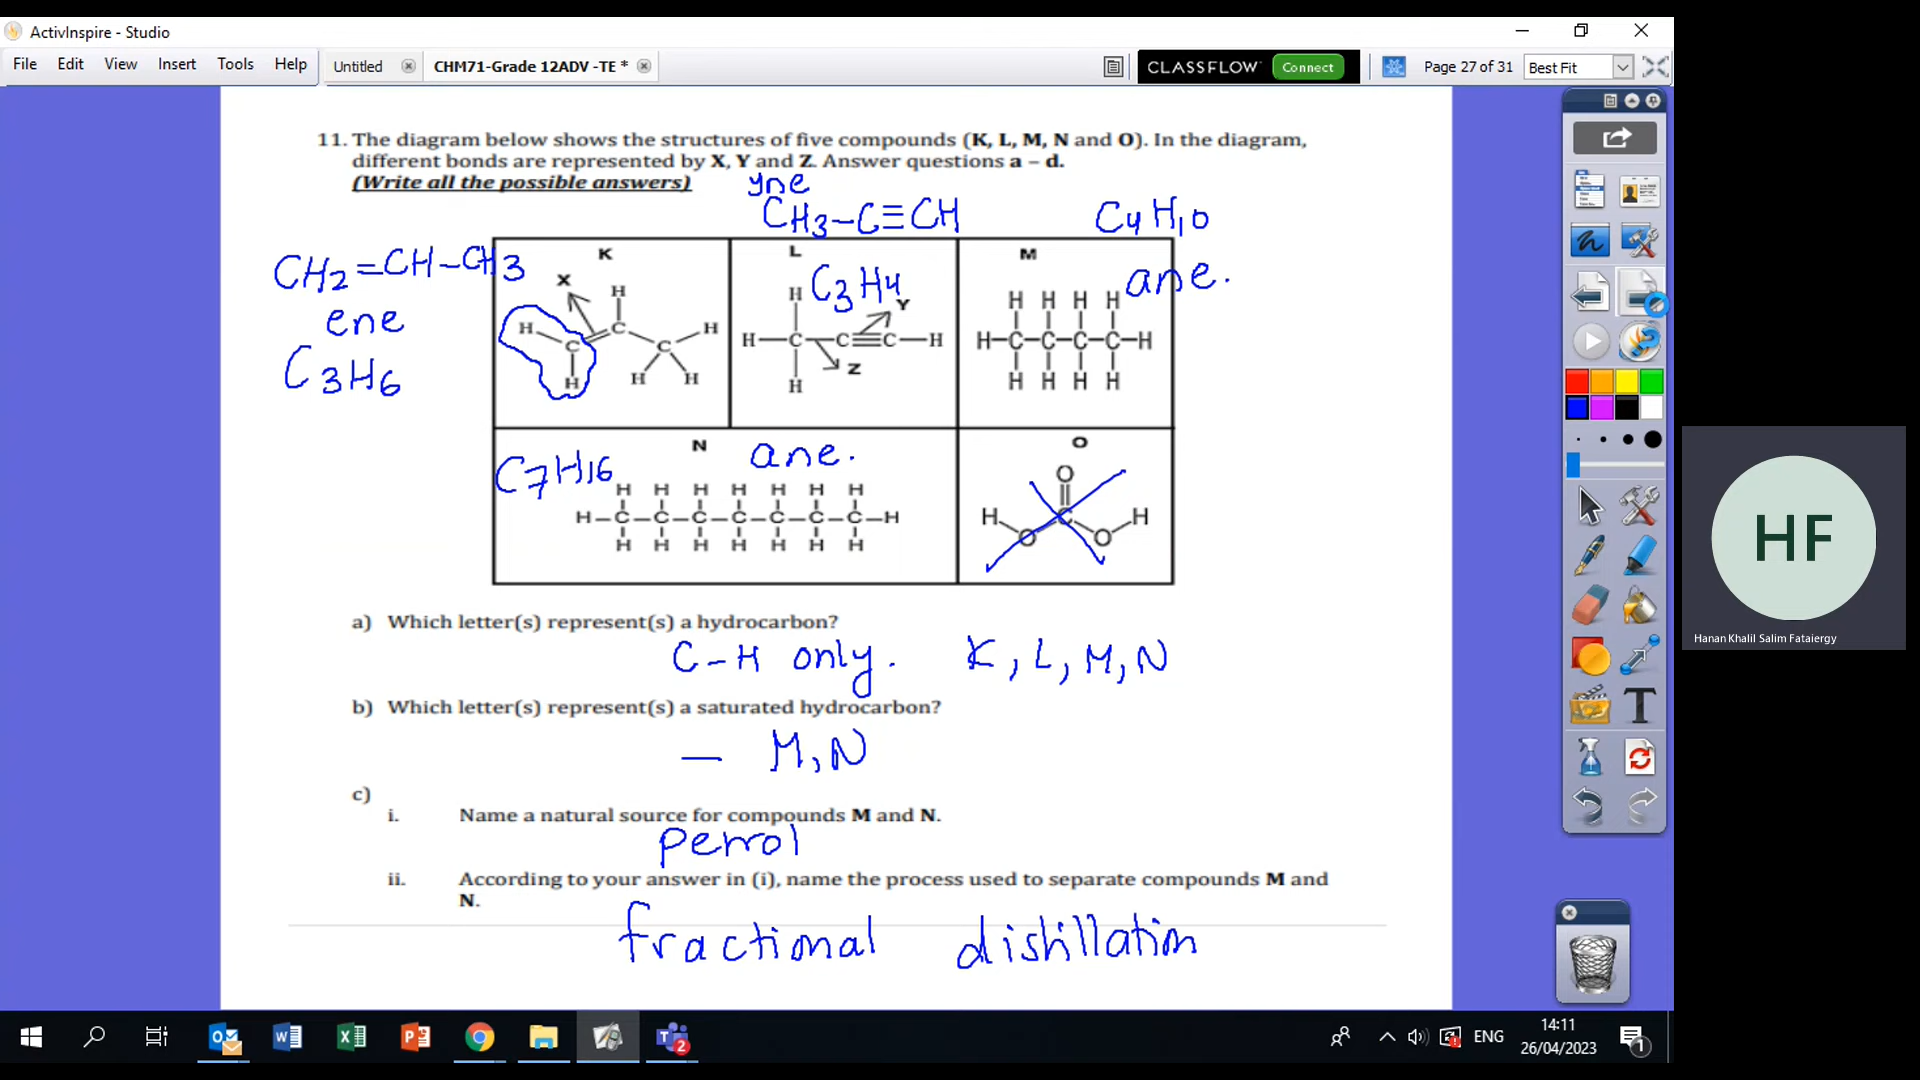 ActivInspire - Studio
File Edit View Insert Tools Help
Untitled
CHM71-Grade 12ADV -TE *
CLASSFLOW Connect
Page 27 of 31 Best Fit
11. The diagram below shows the structures of five compounds (K, L, M, N and O). In the diagram,
different bonds are represented by X, Y and Z. Answer questions a – d.
(Write all the possible answers)
yne
CH3–C≡CH
C4H10
CH2=CH–CH3
ene
C3H6
K
X
H
H H
C C C
H H H
L
C3H4
H Y
H–C–C≡C–H
Z
H
M
ane.
H H H H
H–C–C–C–C–H
H H H H
N
ane.
C7H16
H H H H H H H
H–C–C–C–C–C–C–C–H
H H H H H H H
O
O
H C H
O O
a) Which letter(s) represent(s) a hydrocarbon?
C–H only. K, L, M, N
b) Which letter(s) represent(s) a saturated hydrocarbon?
— M, N
c)
i. Name a natural source for compounds M and N.
ii. According to your answer in (i), name the process used to separate compounds M and
N.
fractional distillation
HF
Hanan Khalil Salim Fataiergy
T
2
ENG
14:11
26/04/2023
1